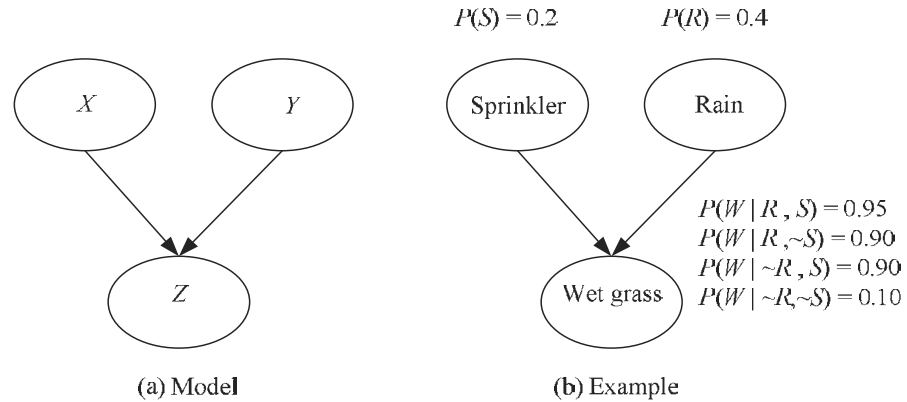 P(S) = 0.2
P(R) = 0.4
X
Y
Sprinkler
Rain
P(W | R , S) = 0.95
P(W | R ,~S) = 0.90
P(W | ~R , S) = 0.90
P(W | ~R,~S) = 0.10
Z
Wet grass
(a) Model
(b) Example